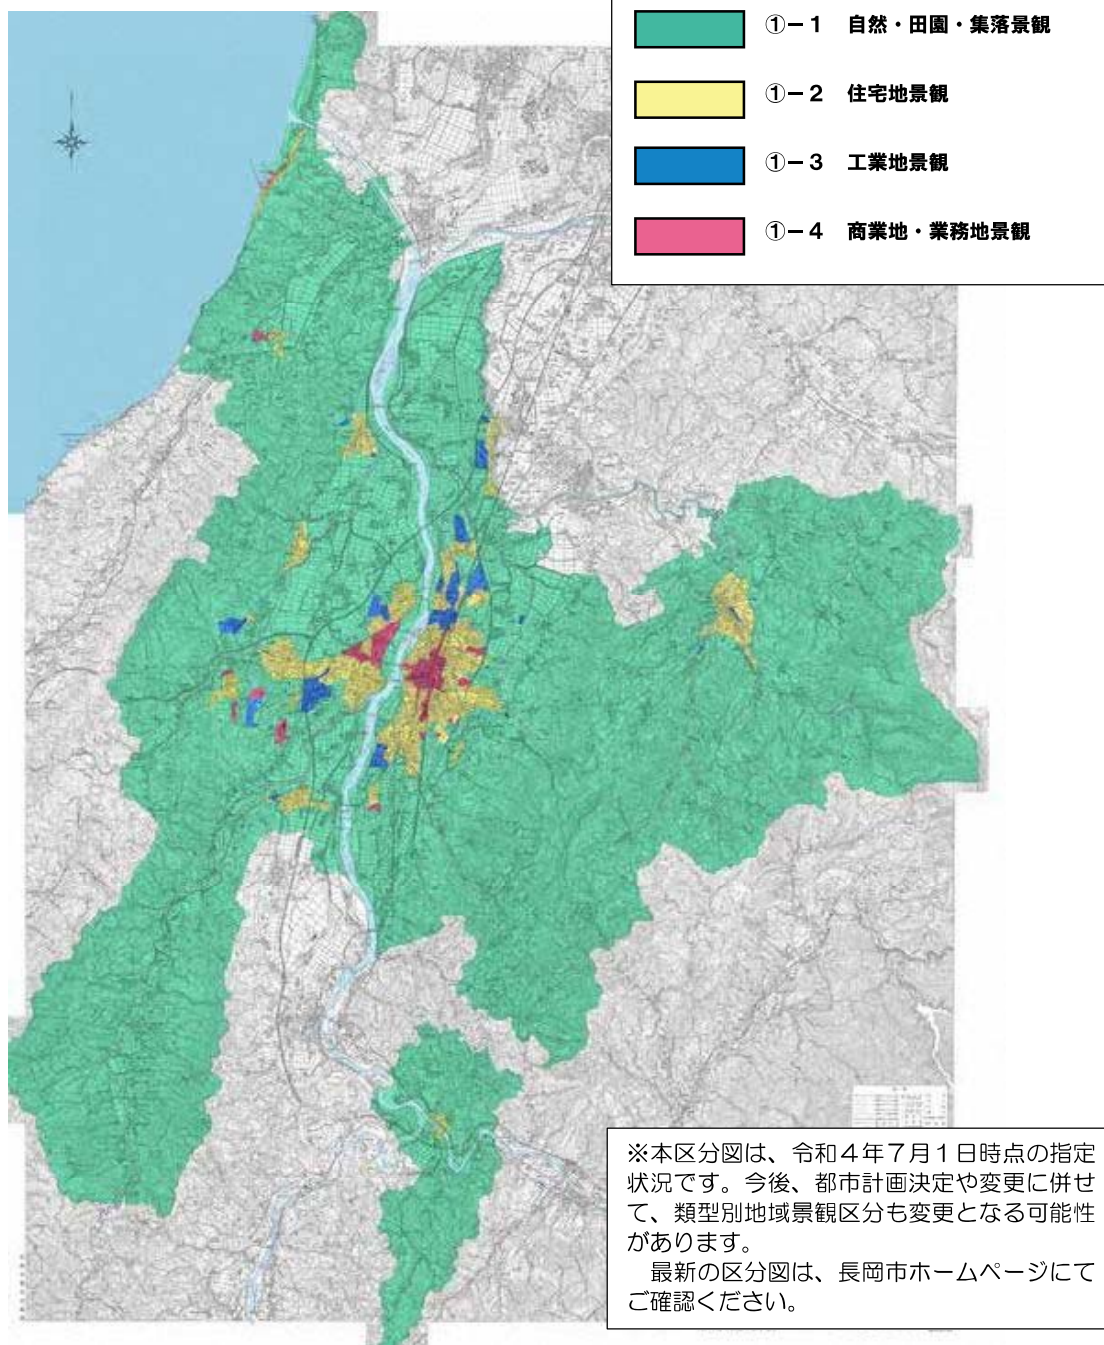 ①－１ 自然・田園・集落景観
①－２ 住宅地景観
①－３ 工業地景観
①－４ 商業地・業務地景観
※本区分図は、令和４年７月１日時点の指定
状況です。今後、都市計画決定や変更に併せ
て、類型別地域景観区分も変更となる可能性
があります。
最新の区分図は、長岡市ホームページにて
ご確認ください。